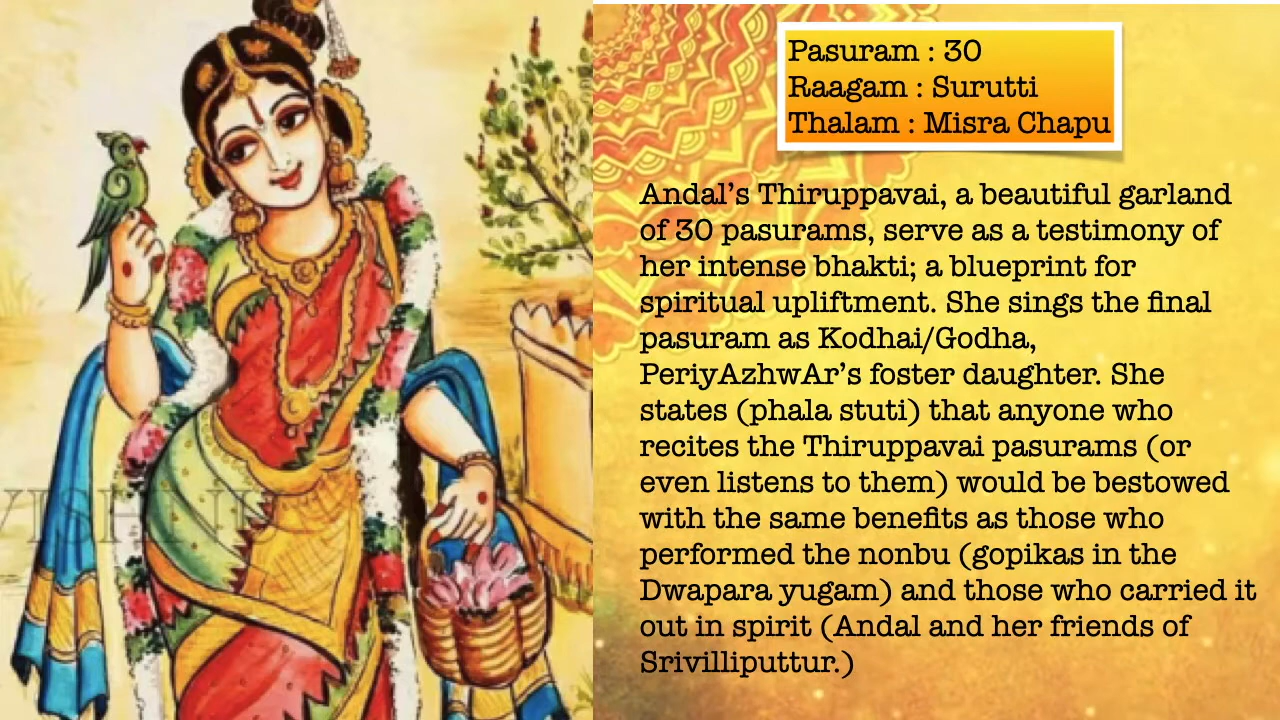 Pasuram : 30
Raagam : Surutti
Thalam : Misra Chapu
Andal’s Thiruppavai, a beautiful garland
of 30 pasurams, serve as a testimony of
her intense bhakti; a blueprint for
spiritual upliftment. She sings the final
pasuram as Kodhai/Godha,
PeriyAzhwAr’s foster daughter. She
states (phala stuti) that anyone who
recites the Thiruppavai pasurams (or
even listens to them) would be bestowed
with the same benefits as those who
performed the nonbu (gopikas in the
Dwapara yugam) and those who carried it
out in spirit (Andal and her friends of
Srivilliputtur.)
VISHNU